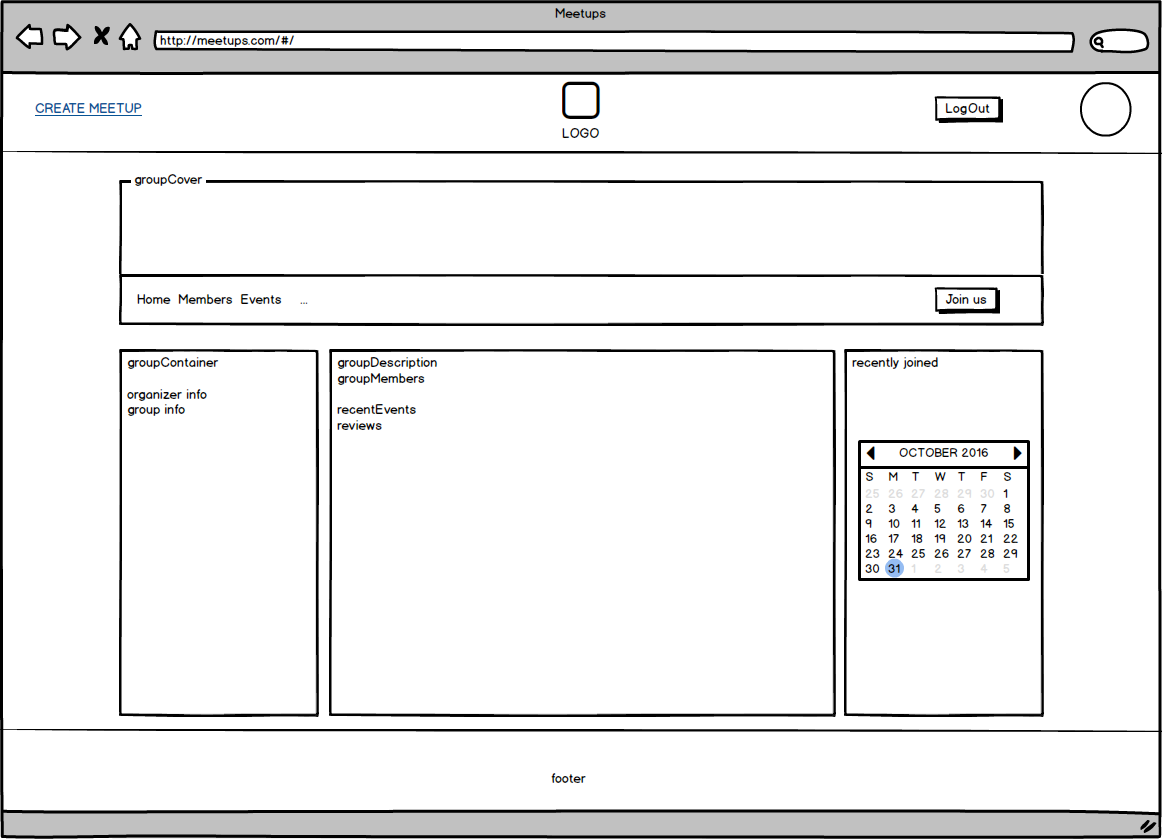 Meetups
http://meetups.com/#/
CREATE MEETUP
LOGO
LogOut
groupCover
Home Members Events ...
Join us
groupContainer
organizer info
group info
groupDescription
groupMembers
recentEvents
reviews
recently joined
OCTOBER 2016
S M T W T F S
25 26 27 28 29 30 1
2 3 4 5 6 7 8
9 10 11 12 13 14 15
16 17 18 19 20 21 22
23 24 25 26 27 28 29
30 31 1 2 3 4 5
footer